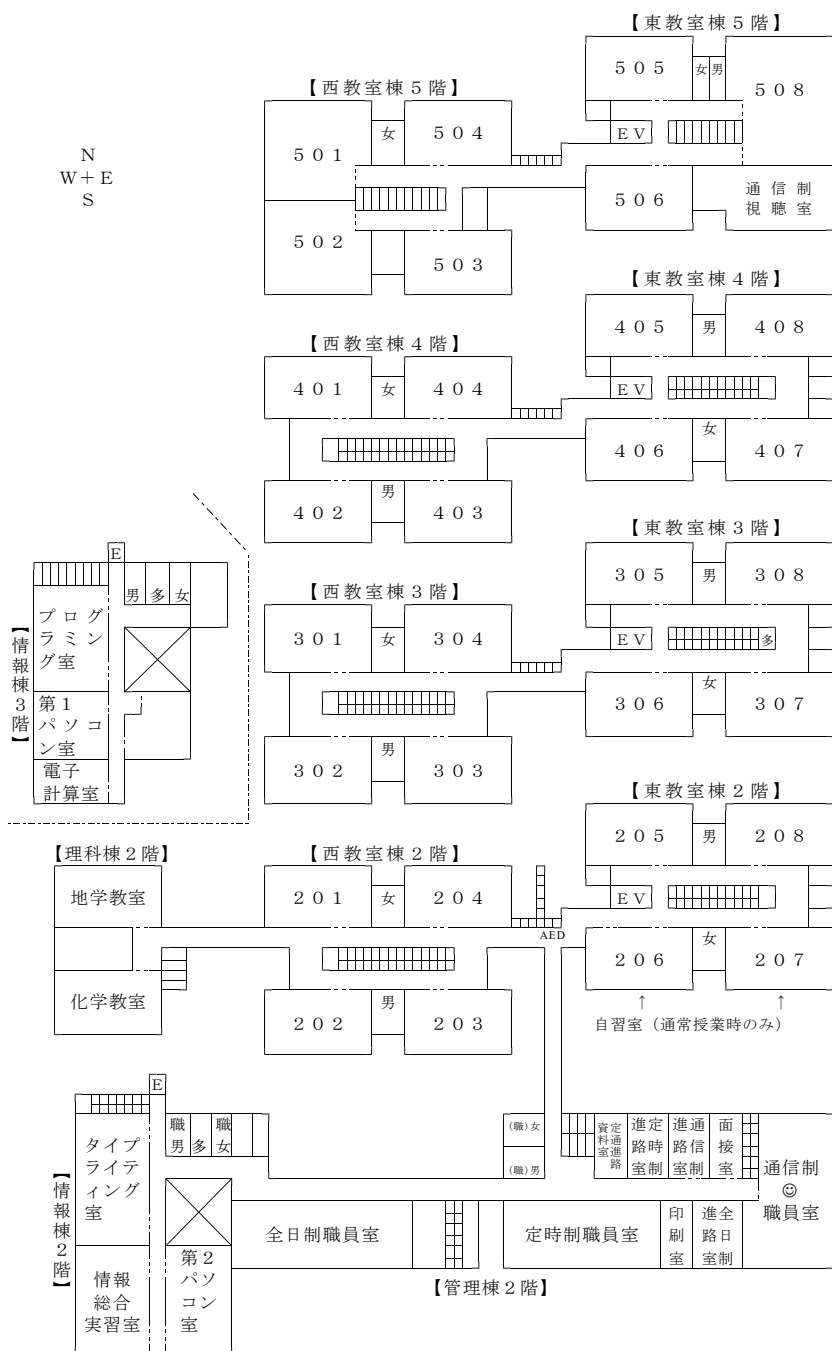 【東教室棟５階】
５０５
女
男
５０８
ＥＶ
５０６
通信制
視聴室
【西教室棟５階】
５０１
女
５０４
５０２
５０３
N
W＋E
S
【東教室棟４階】
４０５
男
４０８
ＥＶ
４０６
女
４０７
【西教室棟４階】
４０１
女
４０４
４０２
男
４０３
【東教室棟３階】
３０５
男
３０８
ＥＶ
多
３０６
女
３０７
【西教室棟３階】
３０１
女
３０４
３０２
男
３０３
【情報棟３階】
E
男
多
女
プログ
ラミン
グ室
第１
パソコ
ン室
電子
計算室
【東教室棟２階】
２０５
男
２０８
ＥＶ
２０６
女
２０７
↑
↑
自習室（通常授業時のみ）
【西教室棟２階】
２０１
女
２０４
AED
２０２
男
２０３
【理科棟２階】
地学教室
化学教室
【情報棟２階】
E
職男
多
職女
タイプ
ライティ
ィング
室
情報
総合
実習室
第２
パソ
コン
室
(職)女
(職)男
定通進路
資料室
定時制
進路室
通信制
進路室
面接室
通信制
☺
職員室
全日制職員室
定時制職員室
印刷室
全日制
進路室
【管理棟２階】